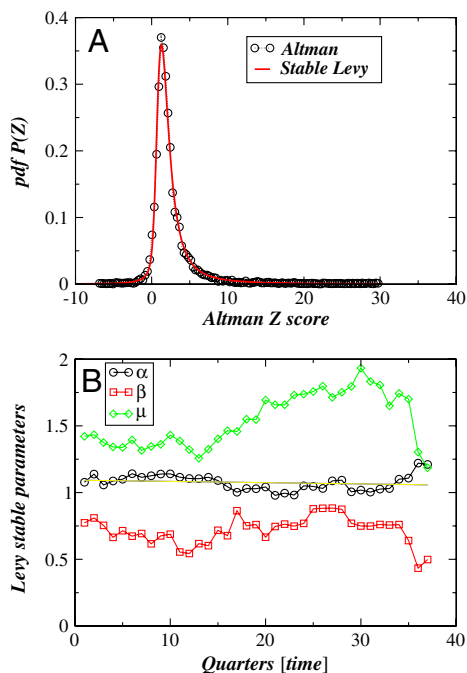 A
0.4
0.3
0.2
0.1
0
pdf P(Z)
Altman
Stable Levy
-10 0 10 20 30 40
Altman Z score
B
α
β
μ
2
1.5
1
0.5
0
Levy stable parameters
0 10 20 30 40
Quarters [time]